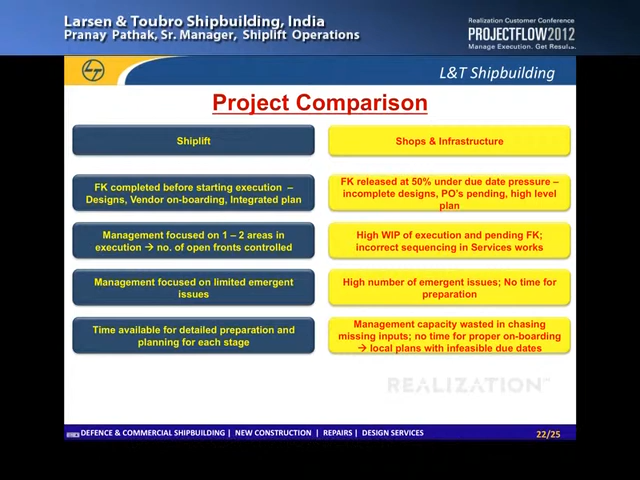 Larsen & Toubro Shipbuilding, India
Pranay Pathak, Sr. Manager, Shiplift Operations
Realization Customer Conference
PROJECTFLOW2012
Manage Execution. Get Results.
L&T Shipbuilding
Project Comparison
Shiplift
Shops & Infrastructure
FK completed before starting execution –
Designs, Vendor on-boarding, Integrated plan
FK released at 50% under due date pressure –
incomplete designs, PO's pending, high level
plan
Management focused on 1 – 2 areas in
execution → no. of open fronts controlled
High WIP of execution and pending FK;
incorrect sequencing in Services works
Management focused on limited emergent
issues
High number of emergent issues; No time for
preparation
Time available for detailed preparation and
planning for each stage
Management capacity wasted in chasing
missing inputs; no time for proper on-boarding
→ local plans with infeasible due dates
REALIZATION
DEFENCE & COMMERCIAL SHIPBUILDING | NEW CONSTRUCTION | REPAIRS | DESIGN SERVICES
22/25